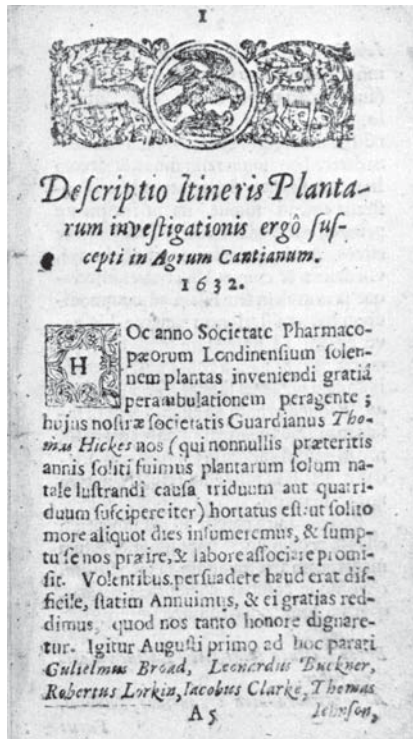 1
Deſcriptio Itineris Planta-
rum inveſtigationis ergô ſuſ-
cepti in Agrum Cantianum.
1632.
HOc anno Societate Pharmaco-
pæorum Londinenſium ſolen-
nem plantas inveniendi gratiâ
perambulationem peragente ;
hujus noſtræ ſocietatis Guardianus Tho-
mas Hickes nos (qui nonnullis præteritis
annis ſoliti fuimus plantarum ſolum na-
tale luſtrandi cauſa triduum aut quatri-
duum ſuſcipere iter) hortatus eſt ut ſolito
more aliquot dies inſumeremus, & ſump-
tu ſe nos præire, & labore aſſociare promi-
ſit. Volentibus perſuadere haud erat dif-
ficile, ſtatim Annuimus, & ei gratias red-
dimus, quod nos tanto honore dignare-
tur. Igitur Auguſti primo ad hoc parati
Gulielmus Broad, Leonardus Buckner,
Robertus Lorkin, Iacobus Clarke, Thomas
A5 Iohnſon,